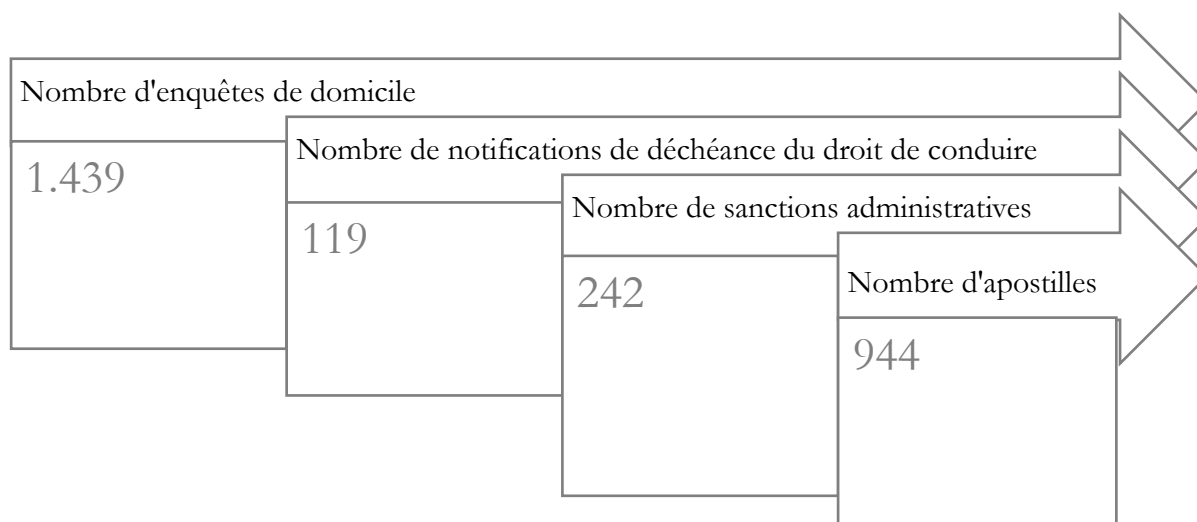 Nombre d'enquêtes de domicile
1.439
Nombre de notifications de déchéance du droit de conduire
119
Nombre de sanctions administratives
242
Nombre d'apostilles
944